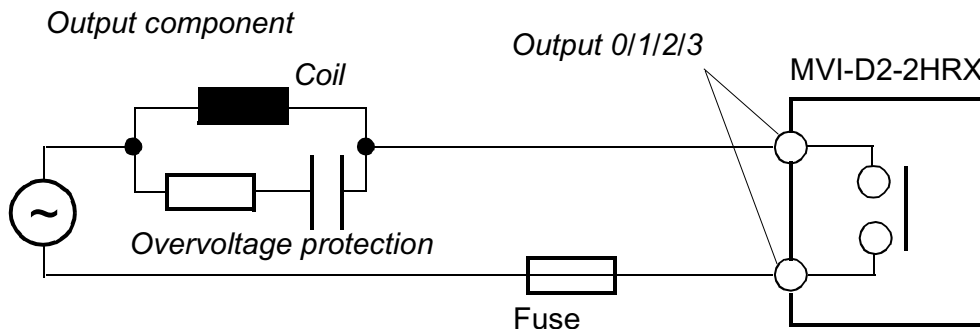 Output component
Output 0/1/2/3
MVI-D2-2HRX
Coil
~
Overvoltage protection
Fuse